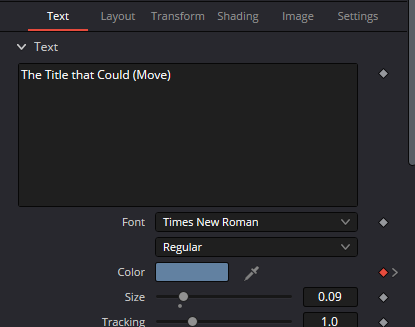 Text Layout Transform Shading Image Settings
Text
The Title that Could (Move)
Font Times New Roman
Regular
Color
Size 0.09
Tracking 1.0